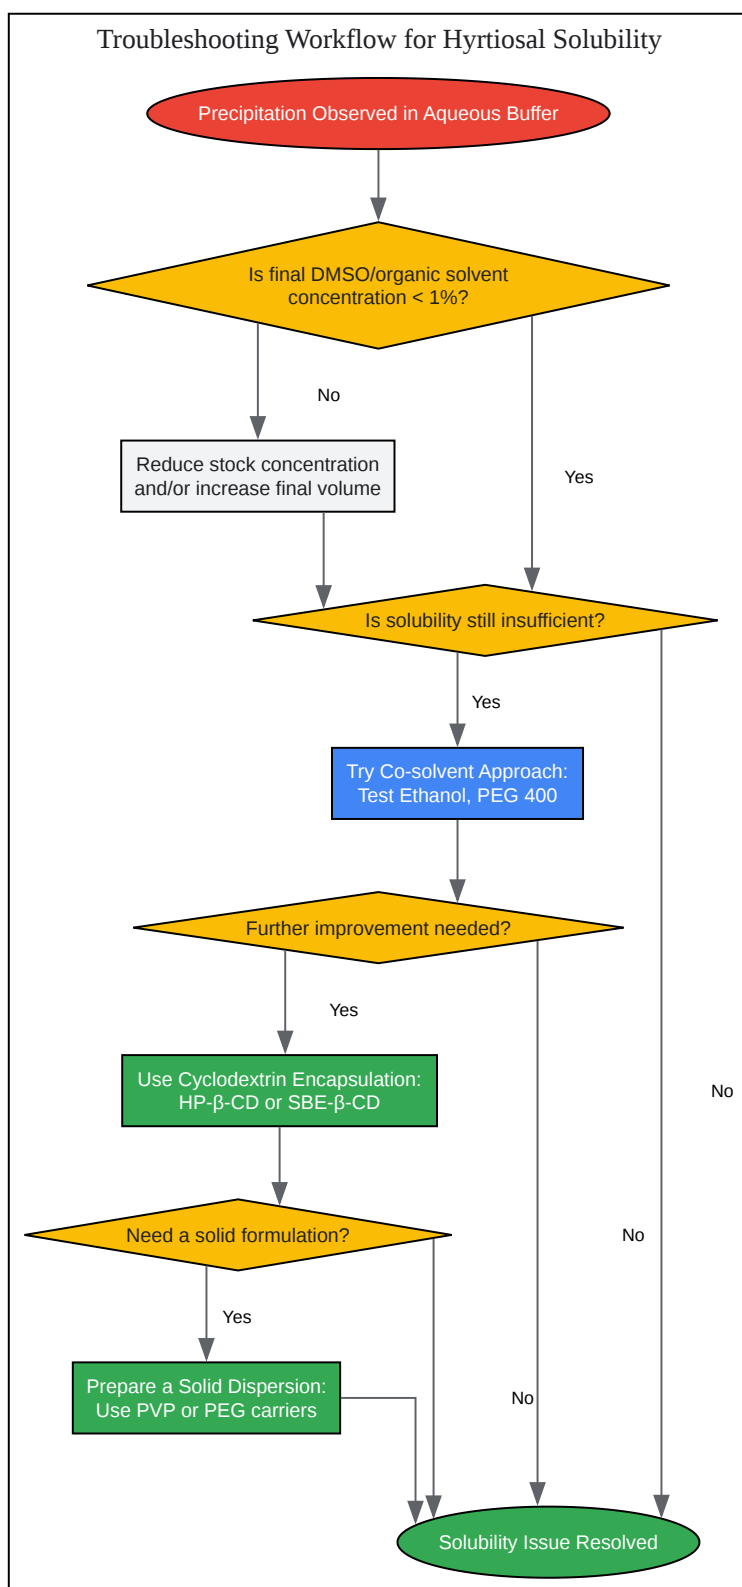 Troubleshooting Workflow for Hyrtiosal Solubility
Precipitation Observed in Aqueous Buffer
Is final DMSO/organic solvent
concentration < 1%?
No
Reduce stock concentration
and/or increase final volume
Yes
Is solubility still insufficient?
Yes
Try Co-solvent Approach:
Test Ethanol, PEG 400
Further improvement needed?
Yes
Use Cyclodextrin Encapsulation:
HP-β-CD or SBE-β-CD
No
Need a solid formulation?
No
Yes
Prepare a Solid Dispersion:
Use PVP or PEG carriers
No
Solubility Issue Resolved